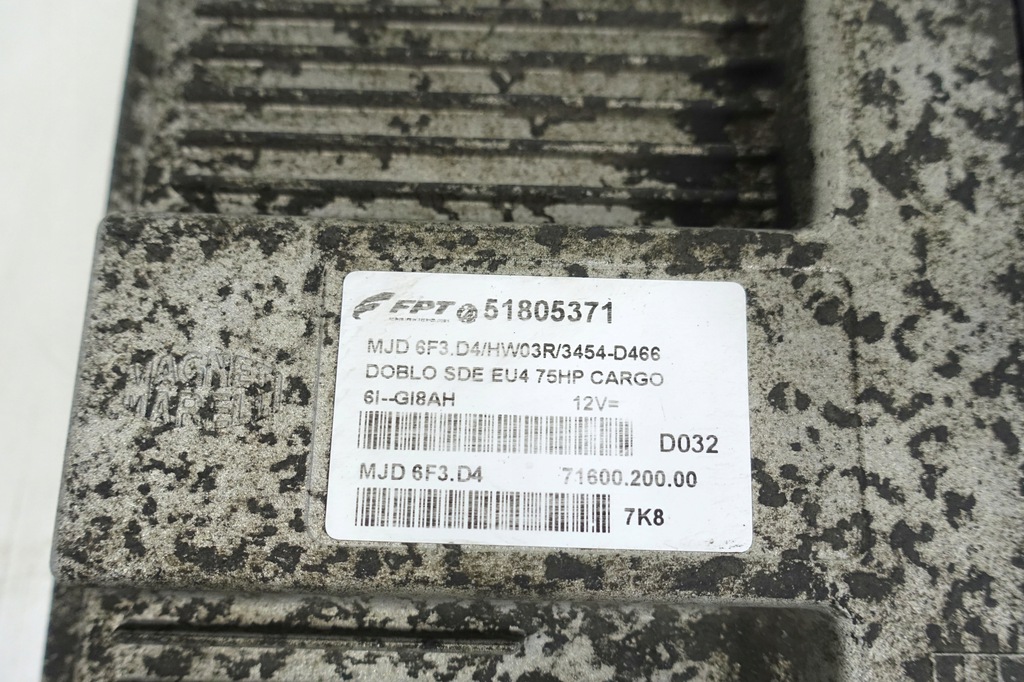 FPT 51805371
MJD 6F3.D4/HW03R/3454-D466
DOBLO SDE EU4 75HP CARGO
6I--GI8AH 12V=
D032
MJD 6F3.D4 71600.200.00
7K8
MAGNETI
MARELLI